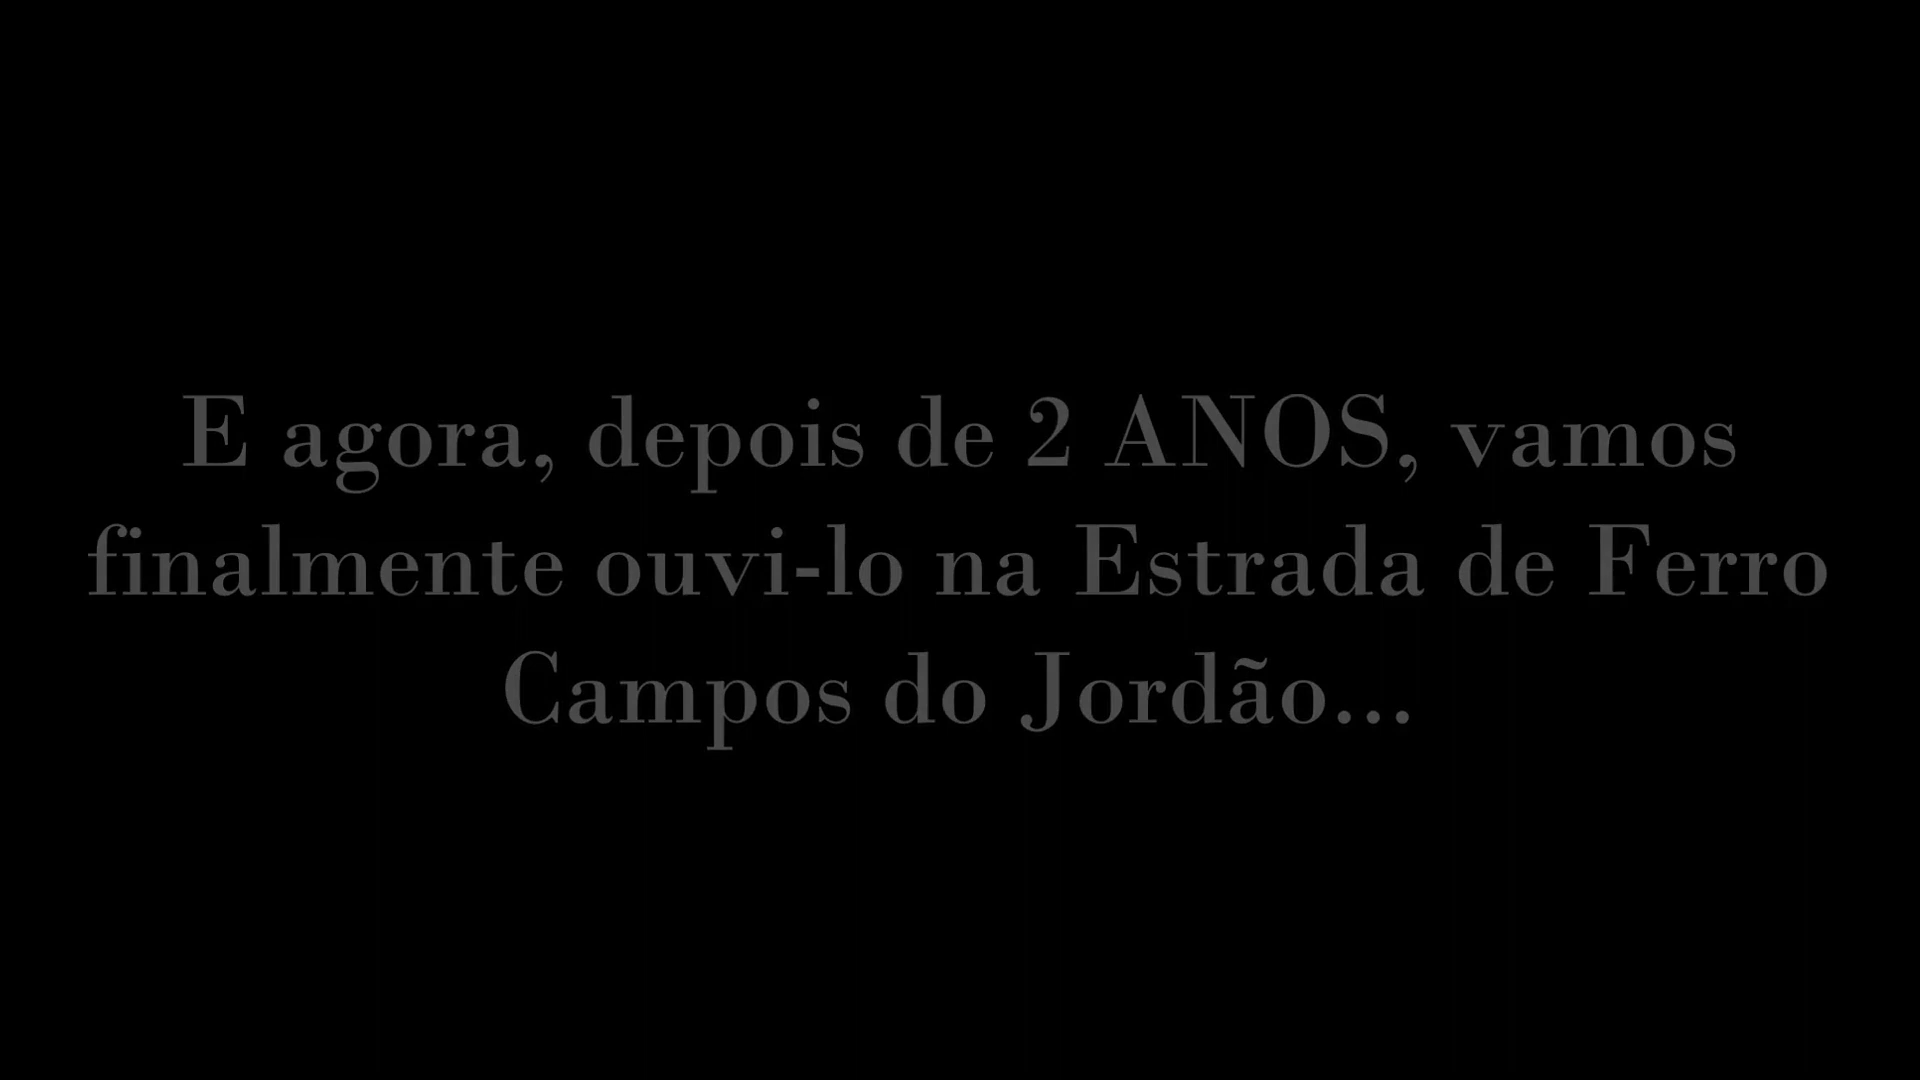 E agora, depois de 2 ANOS, vamos
finalmente ouvi-lo na Estrada de Ferro
Campos do Jordão...